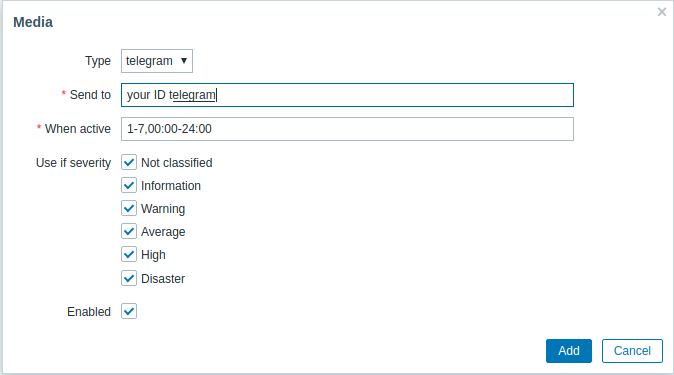 Media
Type telegram
* Send to your ID telegram
* When active 1-7,00:00-24:00
Use if severity Not classified
Information
Warning
Average
High
Disaster
Enabled
Add Cancel